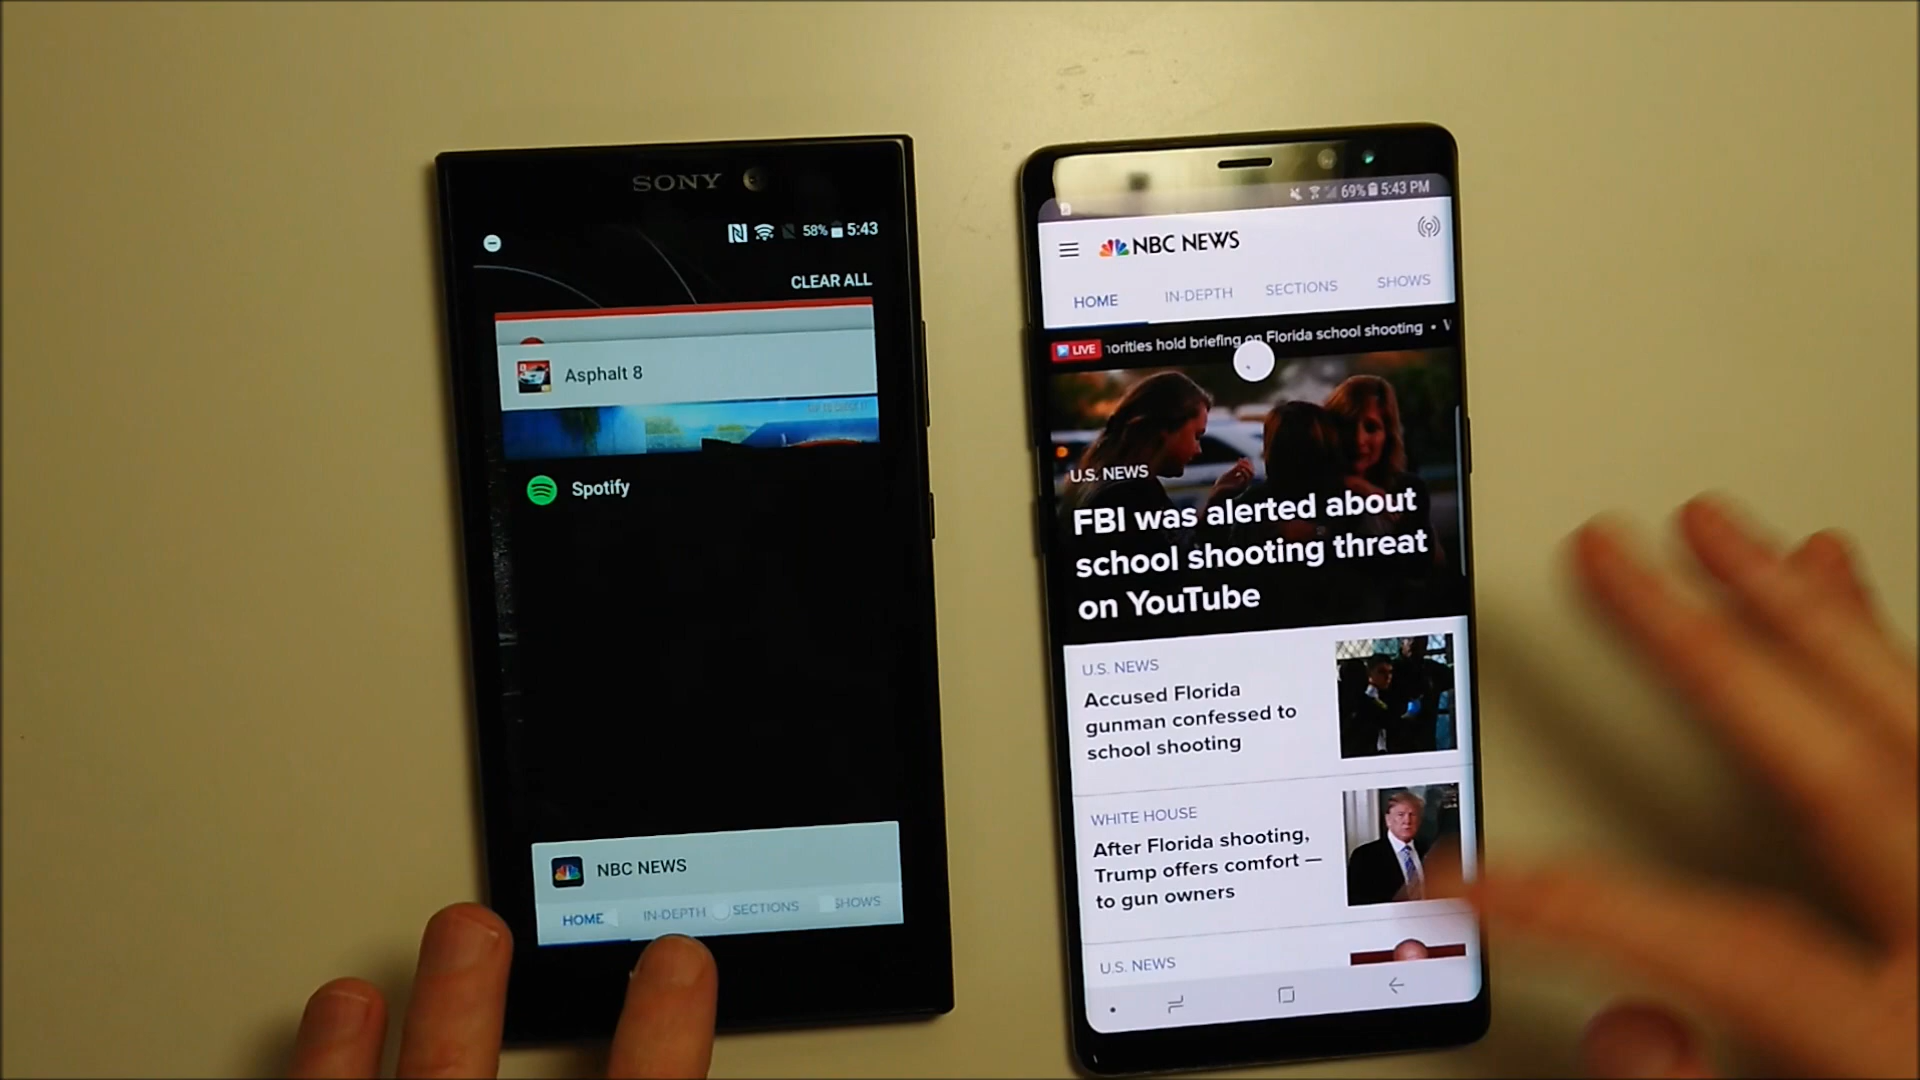 SONY
58% 5:43
CLEAR ALL
Asphalt 8
Spotify
NBC NEWS
HOME IN-DEPTH SECTIONS SHOWS
69% 5:43 PM
NBC NEWS
HOME IN-DEPTH SECTIONS SHOWS
LIVE orities hold briefing on Florida school shooting •
U.S. NEWS
FBI was alerted about
school shooting threat
on YouTube
U.S. NEWS
Accused Florida
gunman confessed to
school shooting
WHITE HOUSE
After Florida shooting,
Trump offers comfort —
to gun owners
U.S. NEWS